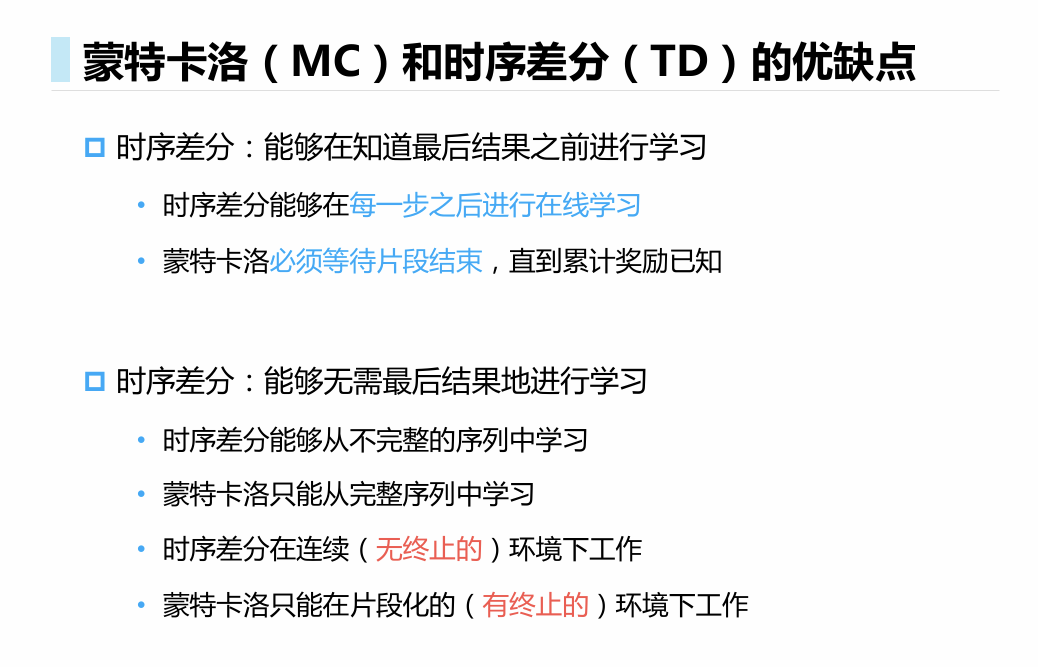 蒙特卡洛（MC）和时序差分（TD）的优缺点
时序差分：能够在知道最后结果之前进行学习
• 时序差分能够在每一步之后进行在线学习
• 蒙特卡洛必须等待片段结束，直到累计奖励已知
时序差分：能够无需最后结果地进行学习
• 时序差分能够从不完整的序列中学习
• 蒙特卡洛只能从完整序列中学习
• 时序差分在连续（无终止的）环境下工作
• 蒙特卡洛只能在片段化的（有终止的）环境下工作